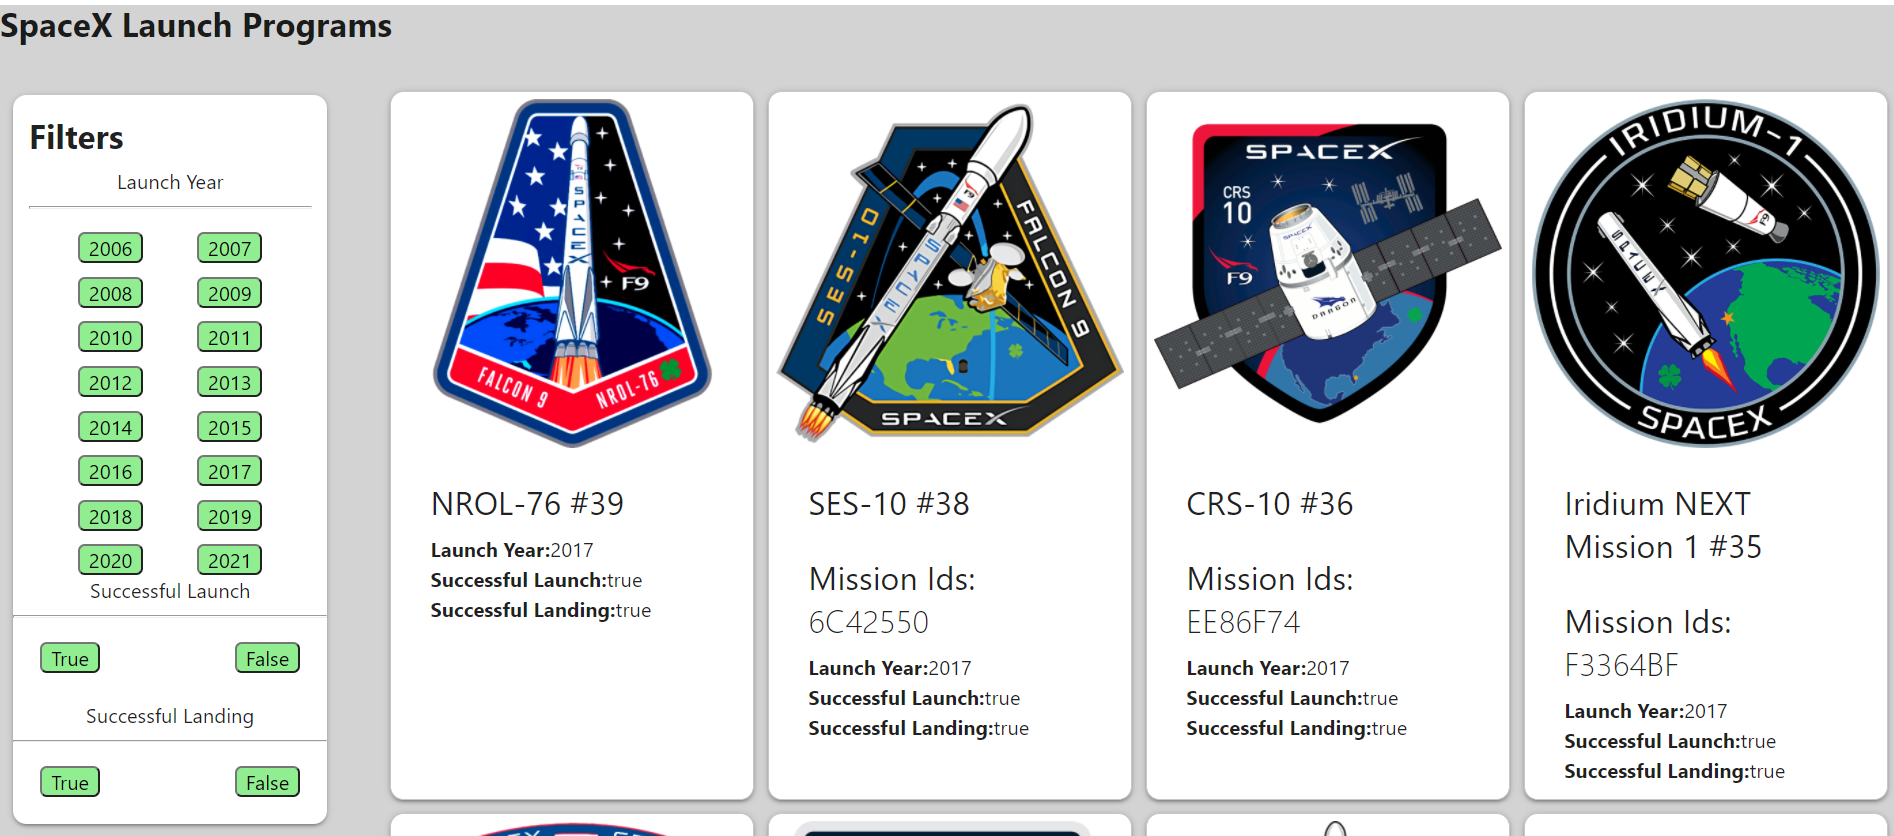 SpaceX Launch Programs
Filters
Launch Year
2006 2007
2008 2009
2010 2011
2012 2013
2014 2015
2016 2017
2018 2019
2020 2021
Successful Launch
True False
Successful Landing
True False
SPACEX
F9
FALCON 9 NROL-76
NROL-76 #39
Launch Year:2017
Successful Launch:true
Successful Landing:true
SES-10
F9
SPACEX
FALCON 9
SPACEX
SES-10 #38
Mission Ids:
6C42550
Launch Year:2017
Successful Launch:true
Successful Landing:true
SPACEX
CRS
10
F9
SPACEX
DRAGON
CRS-10 #36
Mission Ids:
EE86F74
Launch Year:2017
Successful Launch:true
Successful Landing:true
IRIDIUM-1
F9
SPACEX
SPACEX
Iridium NEXT
Mission 1 #35
Mission Ids:
F3364BF
Launch Year:2017
Successful Launch:true
Successful Landing:true